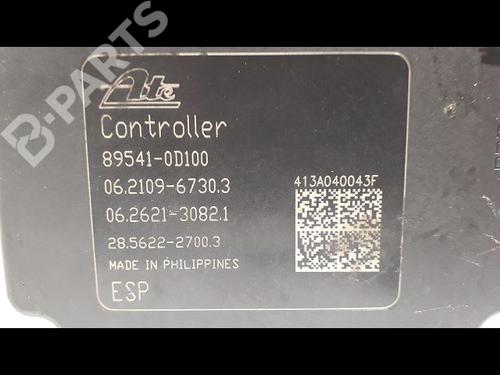 B-PARTS
Ate
Controller
89541-0D100
06.2109-6730.3
413A040043F
06.2621-3082.1
28.5622-2700.3
MADE IN PHILIPPINES
ESP